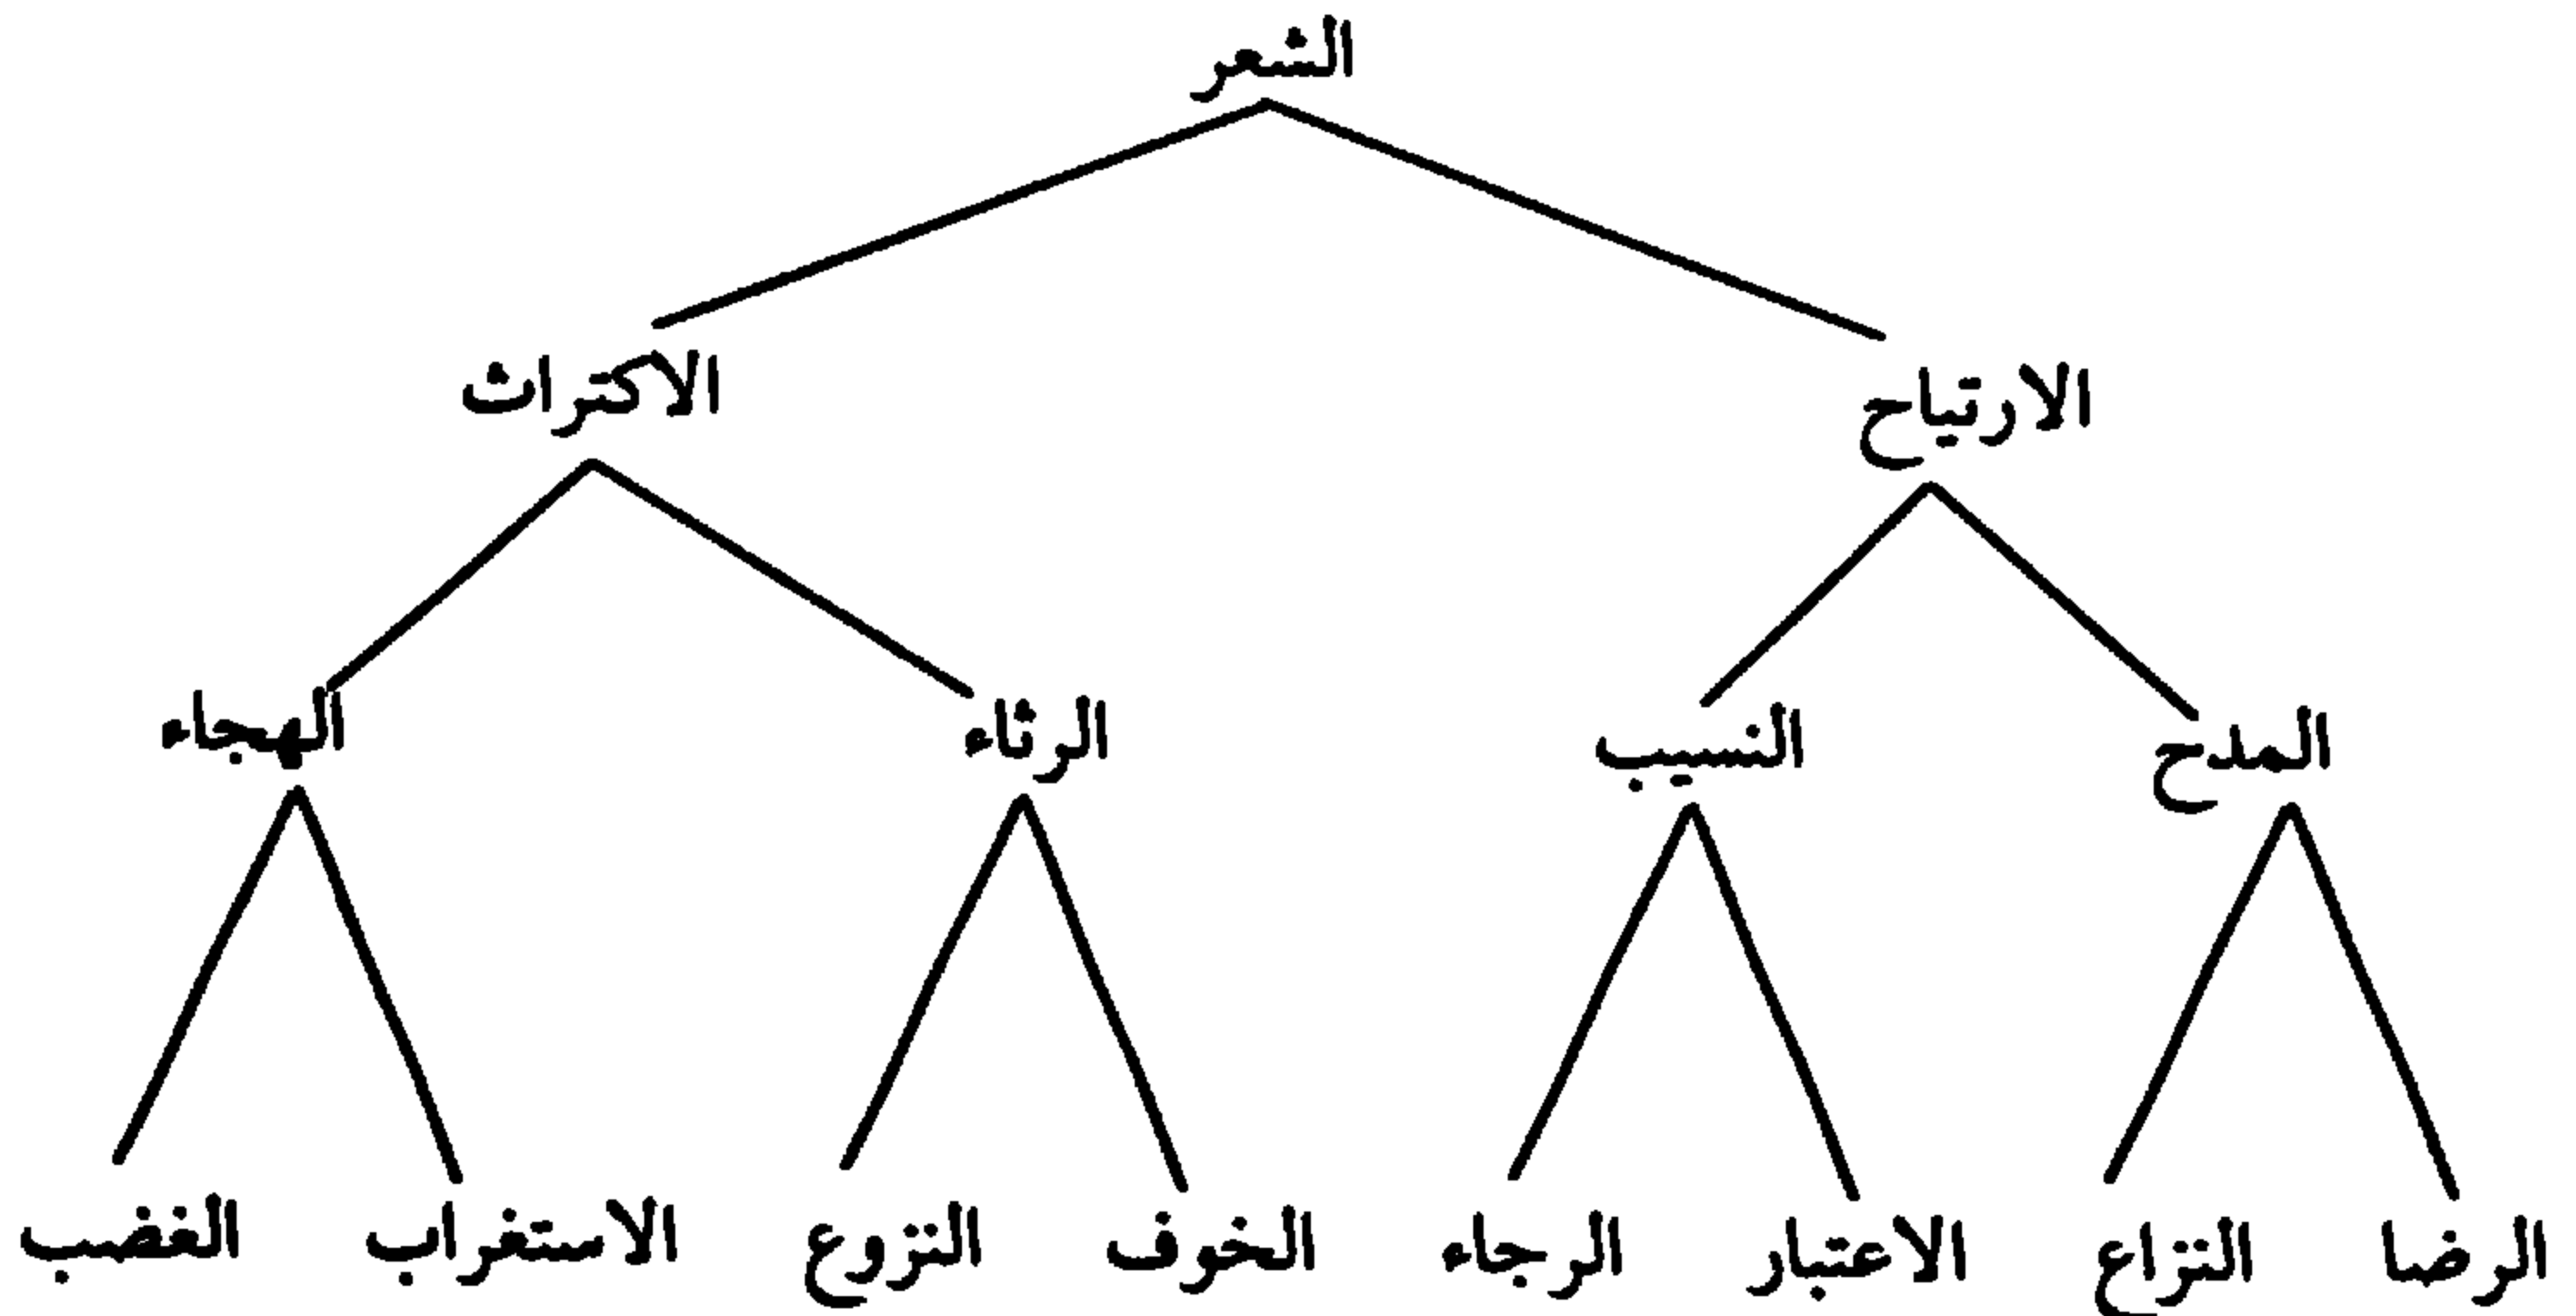 الشعر
الارتياح الاكتراث
المدح النسيب الرثاء الهجاء
الرضا النزاع الاعتبار الرجاء الخوف النزوع الاستغراب الغضب